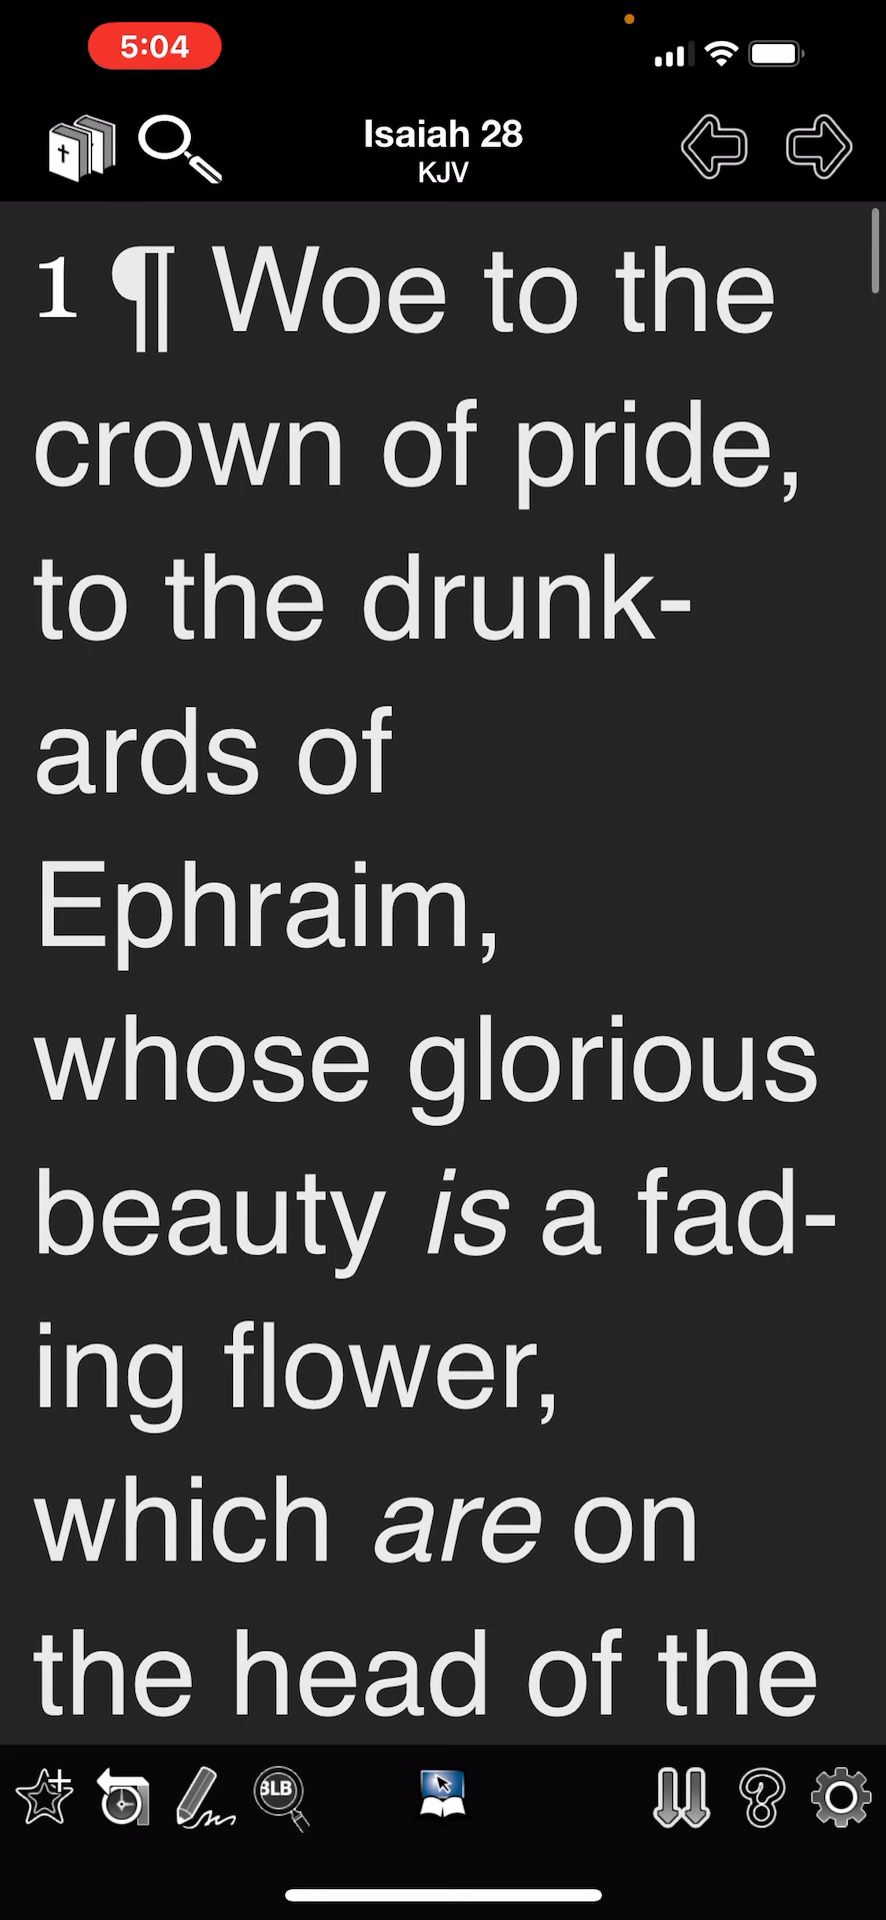 5:04
Isaiah 28
KJV
1 ¶ Woe to the
crown of pride,
to the drunk-
ards of
Ephraim,
whose glorious
beauty is a fad-
ing flower,
which are on
the head of the
BLB